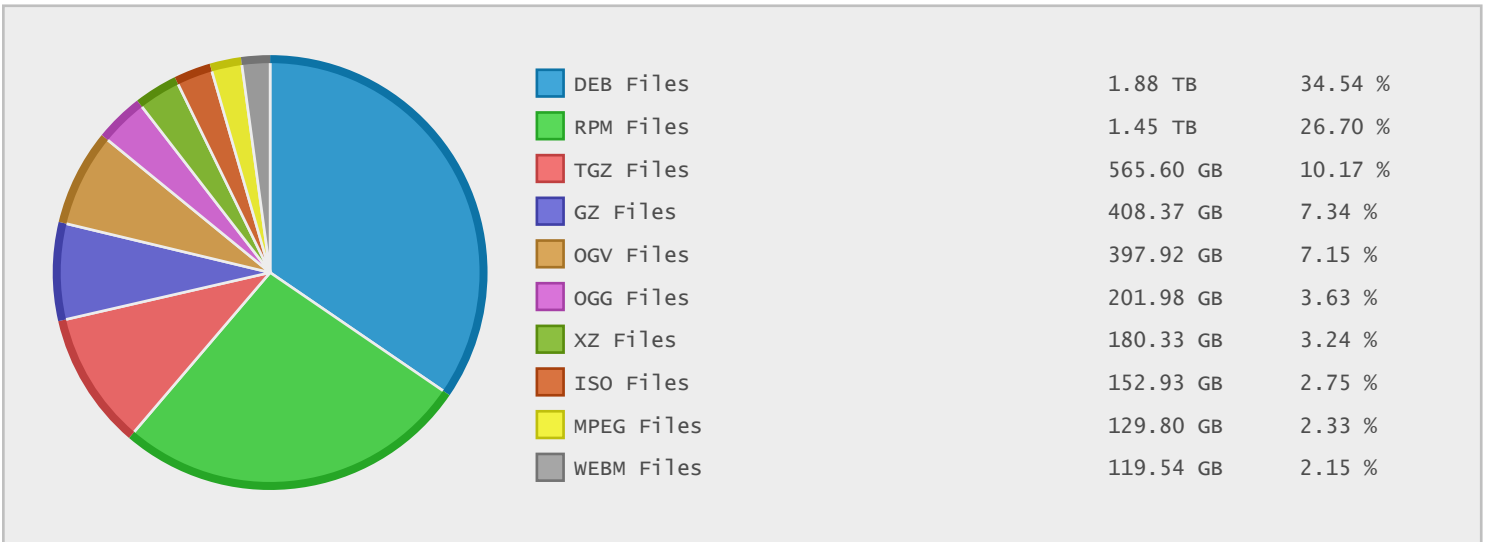 DEB Files 1.88 TB 34.54 %
RPM Files 1.45 TB 26.70 %
TGZ Files 565.60 GB 10.17 %
GZ Files 408.37 GB 7.34 %
OGV Files 397.92 GB 7.15 %
OGG Files 201.98 GB 3.63 %
XZ Files 180.33 GB 3.24 %
ISO Files 152.93 GB 2.75 %
MPEG Files 129.80 GB 2.33 %
WEBM Files 119.54 GB 2.15 %